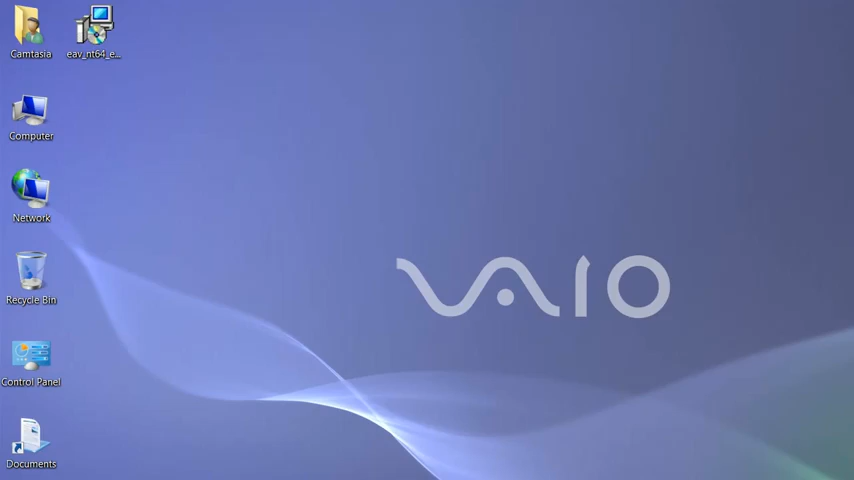 Camtasia
eav_nt64_e...
Computer
Network
VAIO
Recycle Bin
Control Panel
Documents